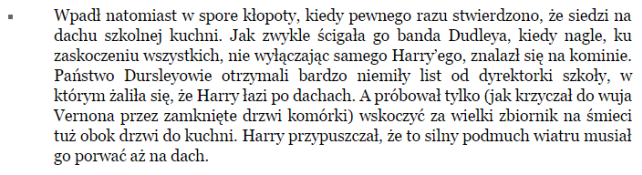 ▪ Wpadł natomiast w spore kłopoty, kiedy pewnego razu stwierdzono, że siedzi na
dachu szkolnej kuchni. Jak zwykle ścigała go banda Dudleya, kiedy nagle, ku
zaskoczeniu wszystkich, nie wyłączając samego Harry'ego, znalazł się na kominie.
Państwo Dursleyowie otrzymali bardzo niemiły list od dyrektorki szkoły, w
którym żaliła się, że Harry łazi po dachach. A próbował tylko (jak krzyczał do wuja
Vernona przez zamknięte drzwi komórki) wskoczyć za wielki zbiornik na śmieci
tuż obok drzwi do kuchni. Harry przypuszczał, że to silny podmuch wiatru musiał
go porwać aż na dach.